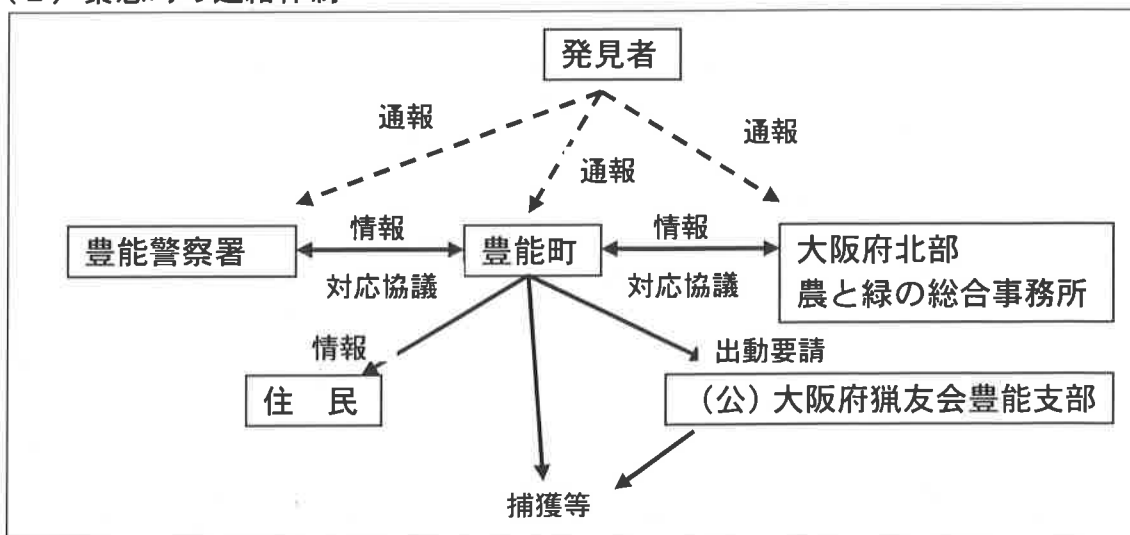 発見者
通報
通報
通報
豊能警察署
情報
対応協議
豊能町
情報
対応協議
大阪府北部
農と緑の総合事務所
情報
住　民
出動要請
（公）大阪府猟友会豊能支部
捕獲等